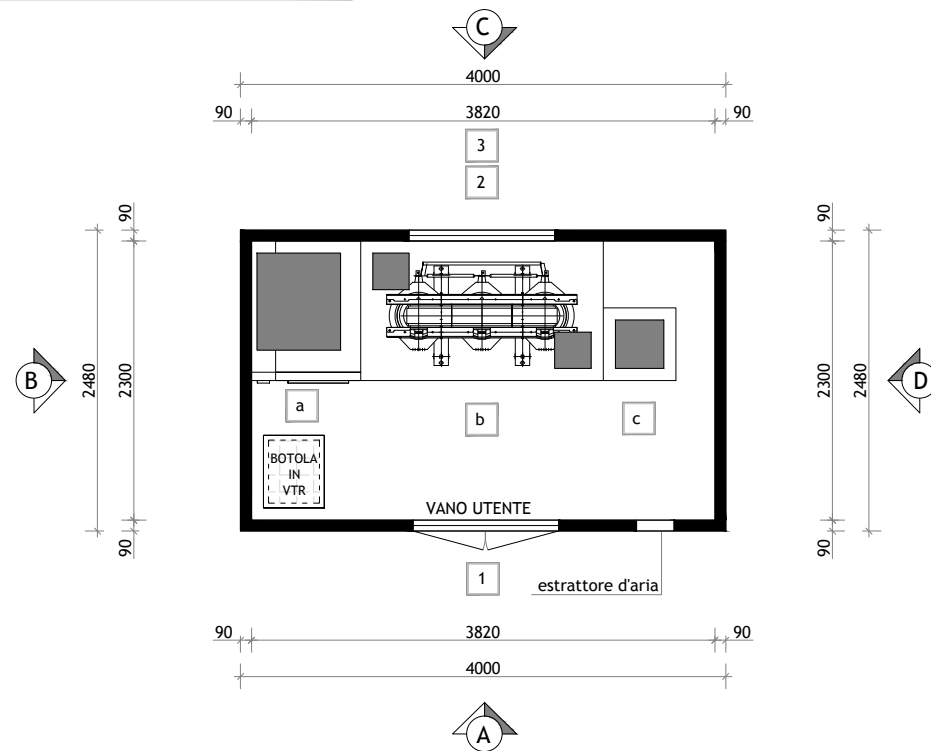 C
4000
90 3820 90
3
2
90 90
B 2480 2300 2300 2480 D
a b c
BOTOLA
IN
VTR
VANO UTENTE
90 90
1
estrattore d'aria
90 3820 90
4000
A